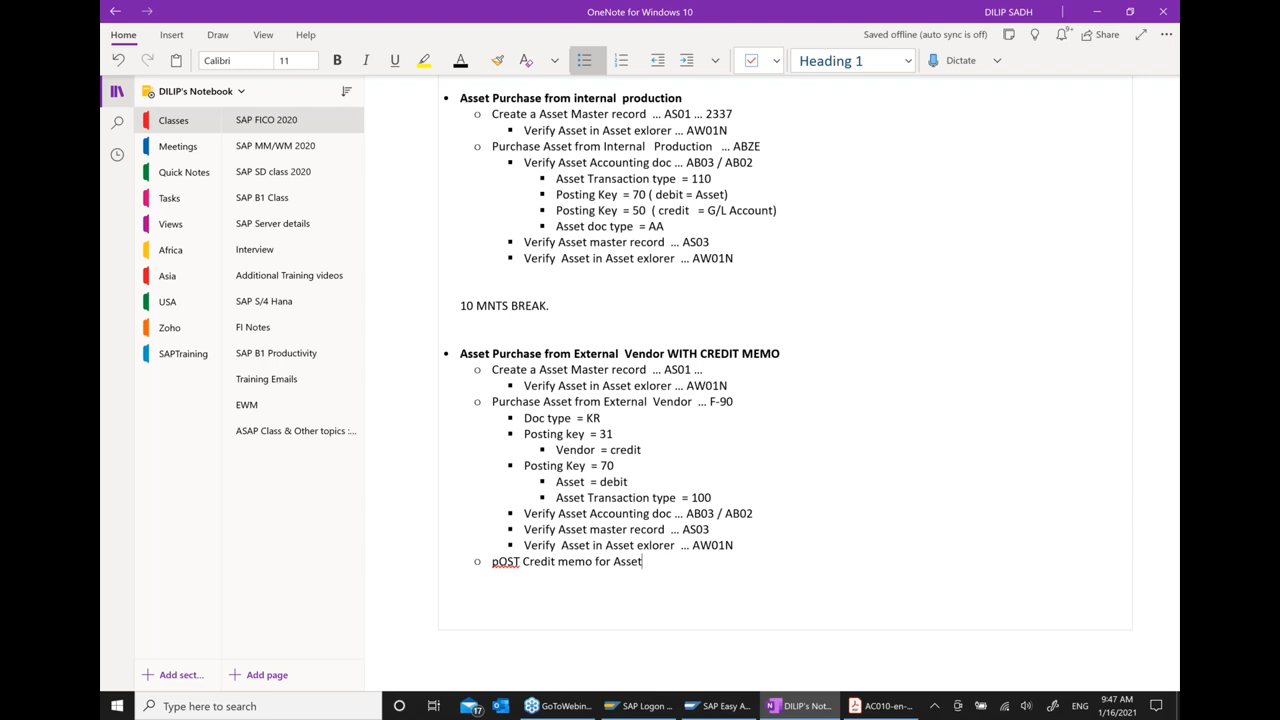 OneNote for Windows 10
DILIP SADH
Home Insert Draw View Help
Saved offline (auto sync is off)
Share
Calibri 11
B I U A
Heading 1
Dictate
DILIP's Notebook
Classes
Meetings
Quick Notes
Tasks
Views
Africa
Asia
USA
Zoho
SAPTraining
SAP FICO 2020
SAP MM/WM 2020
SAP SD class 2020
SAP B1 Class
SAP Server details
Interview
Additional Training videos
SAP S/4 Hana
FI Notes
SAP B1 Productivity
Training Emails
EWM
ASAP Class & Other topics :...
Add sect...
Add page
• Asset Purchase from internal production
○ Create a Asset Master record ... AS01 ... 2337
▪ Verify Asset in Asset exlorer ... AW01N
○ Purchase Asset from Internal Production ... ABZE
▪ Verify Asset Accounting doc ... AB03 / AB02
▪ Asset Transaction type = 110
▪ Posting Key = 70 ( debit = Asset)
▪ Posting Key = 50 ( credit = G/L Account)
▪ Asset doc type = AA
▪ Verify Asset master record ... AS03
▪ Verify Asset in Asset exlorer ... AW01N
10 MNTS BREAK.
• Asset Purchase from External Vendor WITH CREDIT MEMO
○ Create a Asset Master record ... AS01 ...
▪ Verify Asset in Asset exlorer ... AW01N
○ Purchase Asset from External Vendor ... F-90
▪ Doc type = KR
▪ Posting key = 31
▪ Vendor = credit
▪ Posting Key = 70
▪ Asset = debit
▪ Asset Transaction type = 100
▪ Verify Asset Accounting doc ... AB03 / AB02
▪ Verify Asset master record ... AS03
▪ Verify Asset in Asset exlorer ... AW01N
○ pOST Credit memo for Asset
Type here to search
17
GoToWebin...
SAP Logon ...
SAP Easy A...
DILIP's Not...
AC010-en-...
ENG
9:47 AM
1/16/2021